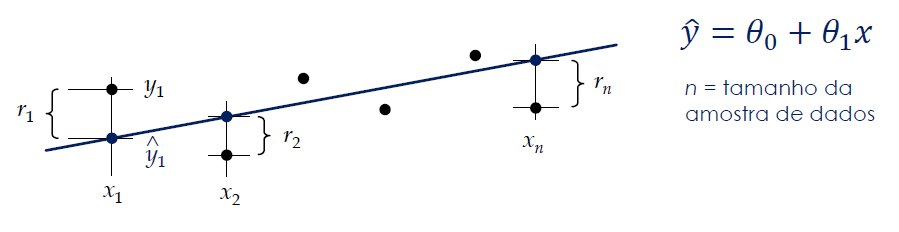 ŷ = θ₀ + θ₁x
n = tamanho da
amostra de dados
r₁
y₁
ŷ₁
x₁
r₂
x₂
rₙ
xₙ